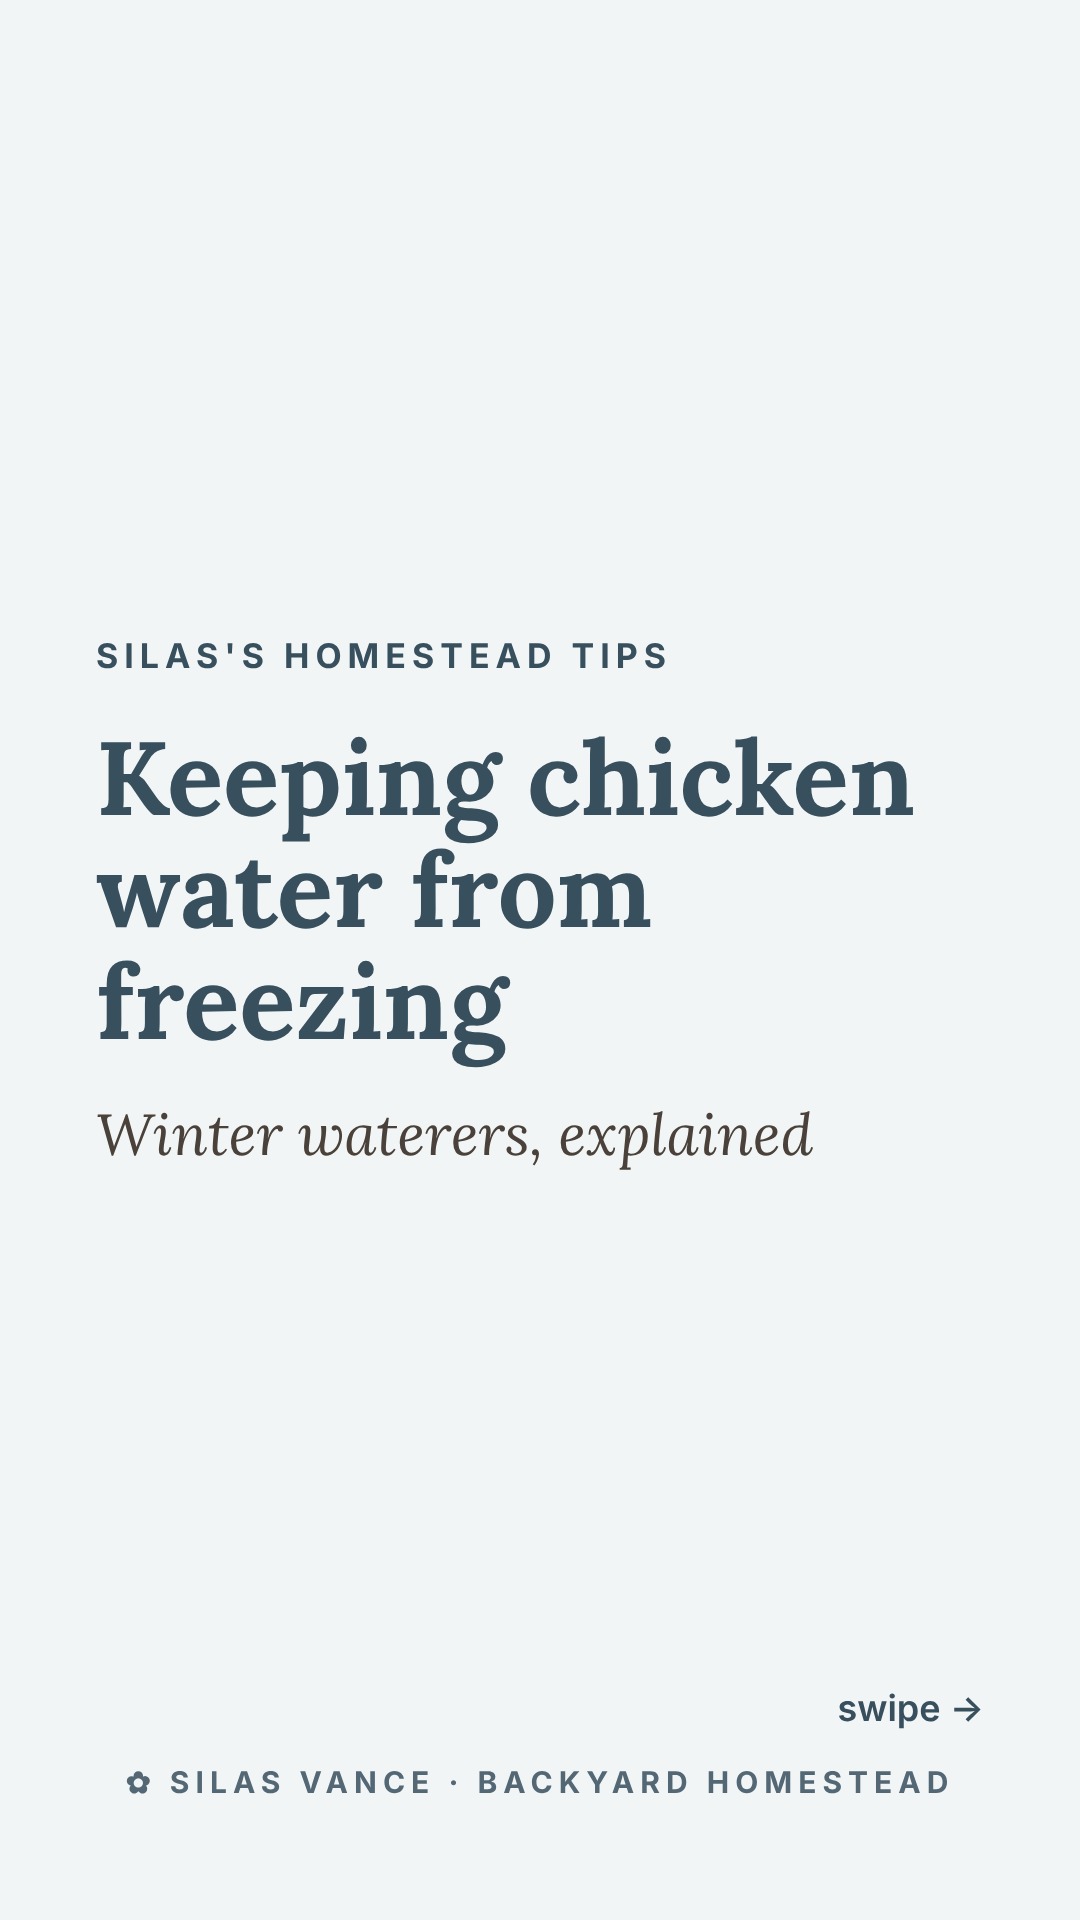 SILAS'S HOMESTEAD TIPS
Keeping chicken
water from
freezing
Winter waterers, explained
swipe →
✿ SILAS VANCE · BACKYARD HOMESTEAD